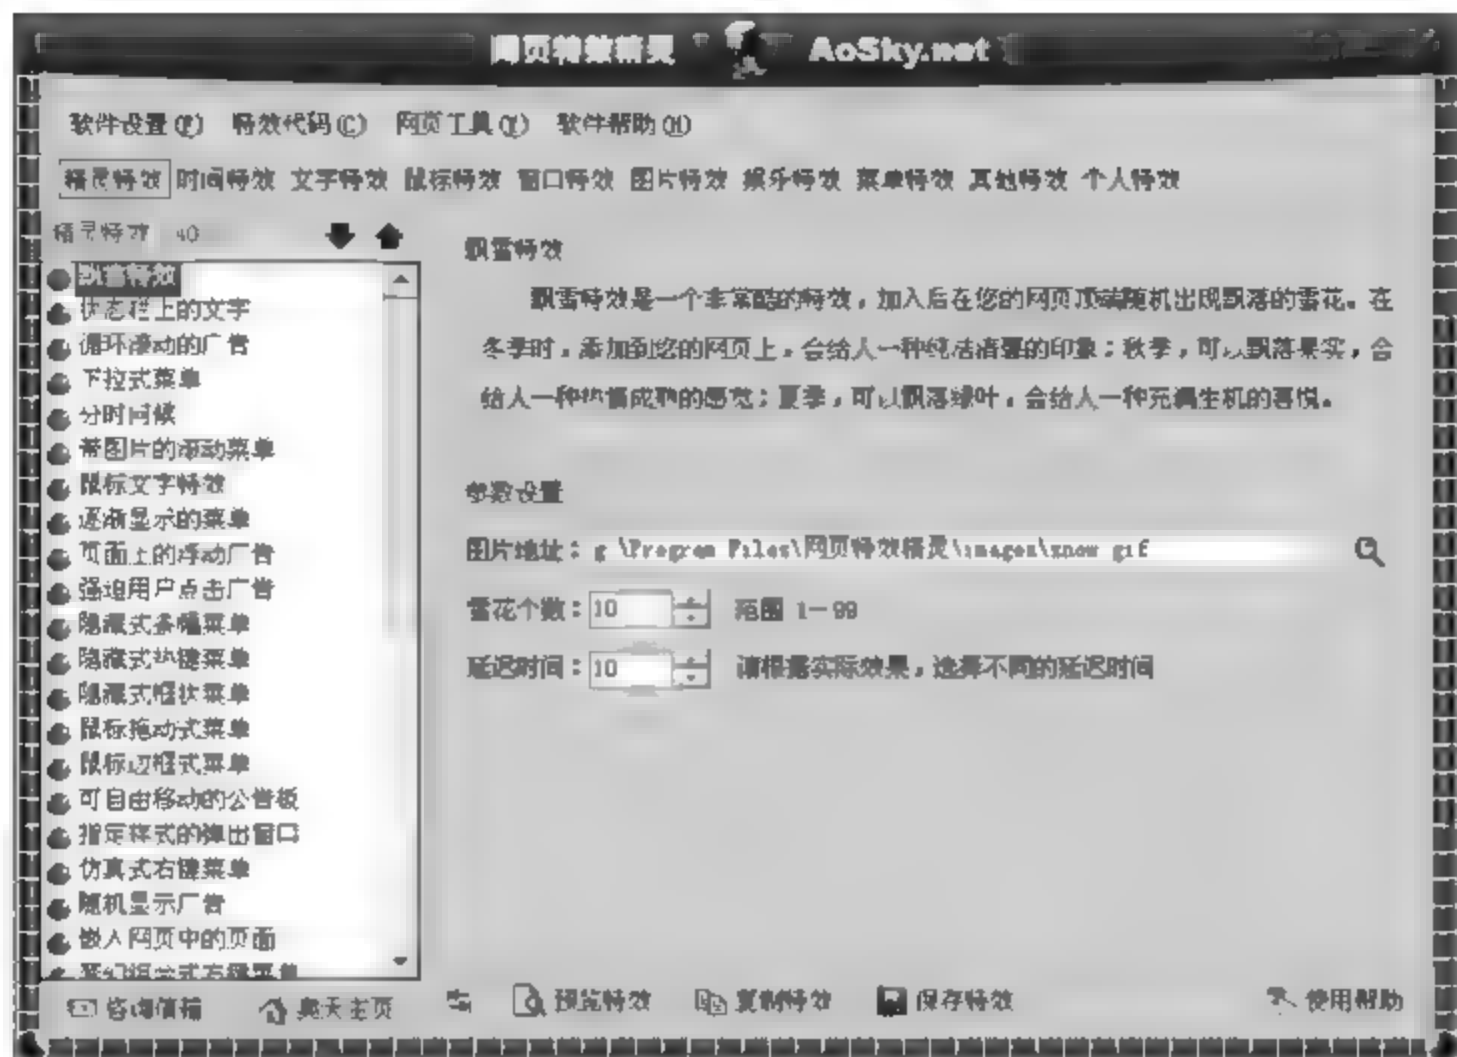 网页特效精灵 AoSky.net
软件设置(F) 特效代码(C) 网页工具(T) 软件帮助(H)
精灵特效 时间特效 文字特效 鼠标特效 窗口特效 图片特效 娱乐特效 菜单特效 其他特效 个人特效
精灵特效 40
飘雪特效
状态栏上的文字
循环滚动的广告
下拉式菜单
分时问候
带图片的滚动菜单
鼠标文字特效
逐渐显示的菜单
页面上的浮动广告
强迫用户点击广告
隐藏式多幅菜单
隐藏式热键菜单
隐藏式框状菜单
鼠标拖动式菜单
鼠标边框式菜单
可自由移动的公告板
指定样式的弹出窗口
仿真式右键菜单
随机显示广告
嵌入网页中的页面
飘雪特效
飘雪特效是一个非常酷的特效，加入后在您的网页顶端随机出现飘落的雪花。在
冬季时，添加到您的网页上，会给人一种纯洁清馨的印象；秋季，可以飘落果实，会
给人一种热情成熟的感觉；夏季，可以飘落绿叶，会给人一种充满生机的喜悦。
参数设置
图片地址： g:\Program Files\网页特效精灵\images\snow.gif
雪花个数： 10 范围 1－99
延迟时间： 10 请根据实际效果，选择不同的延迟时间
咨询信箱 奥天主页 预览特效 复制特效 保存特效 使用帮助